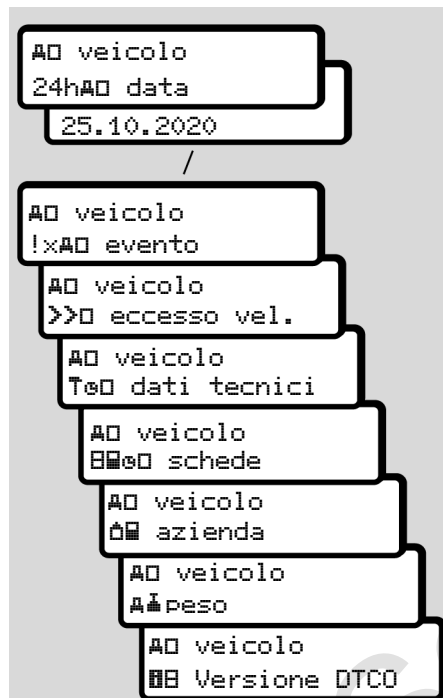 veicolo
24h data
25.10.2020
/
veicolo
!x evento
veicolo
>> eccesso vel.
veicolo
dati tecnici
veicolo
schede
veicolo
azienda
veicolo
peso
veicolo
Versione DTCO